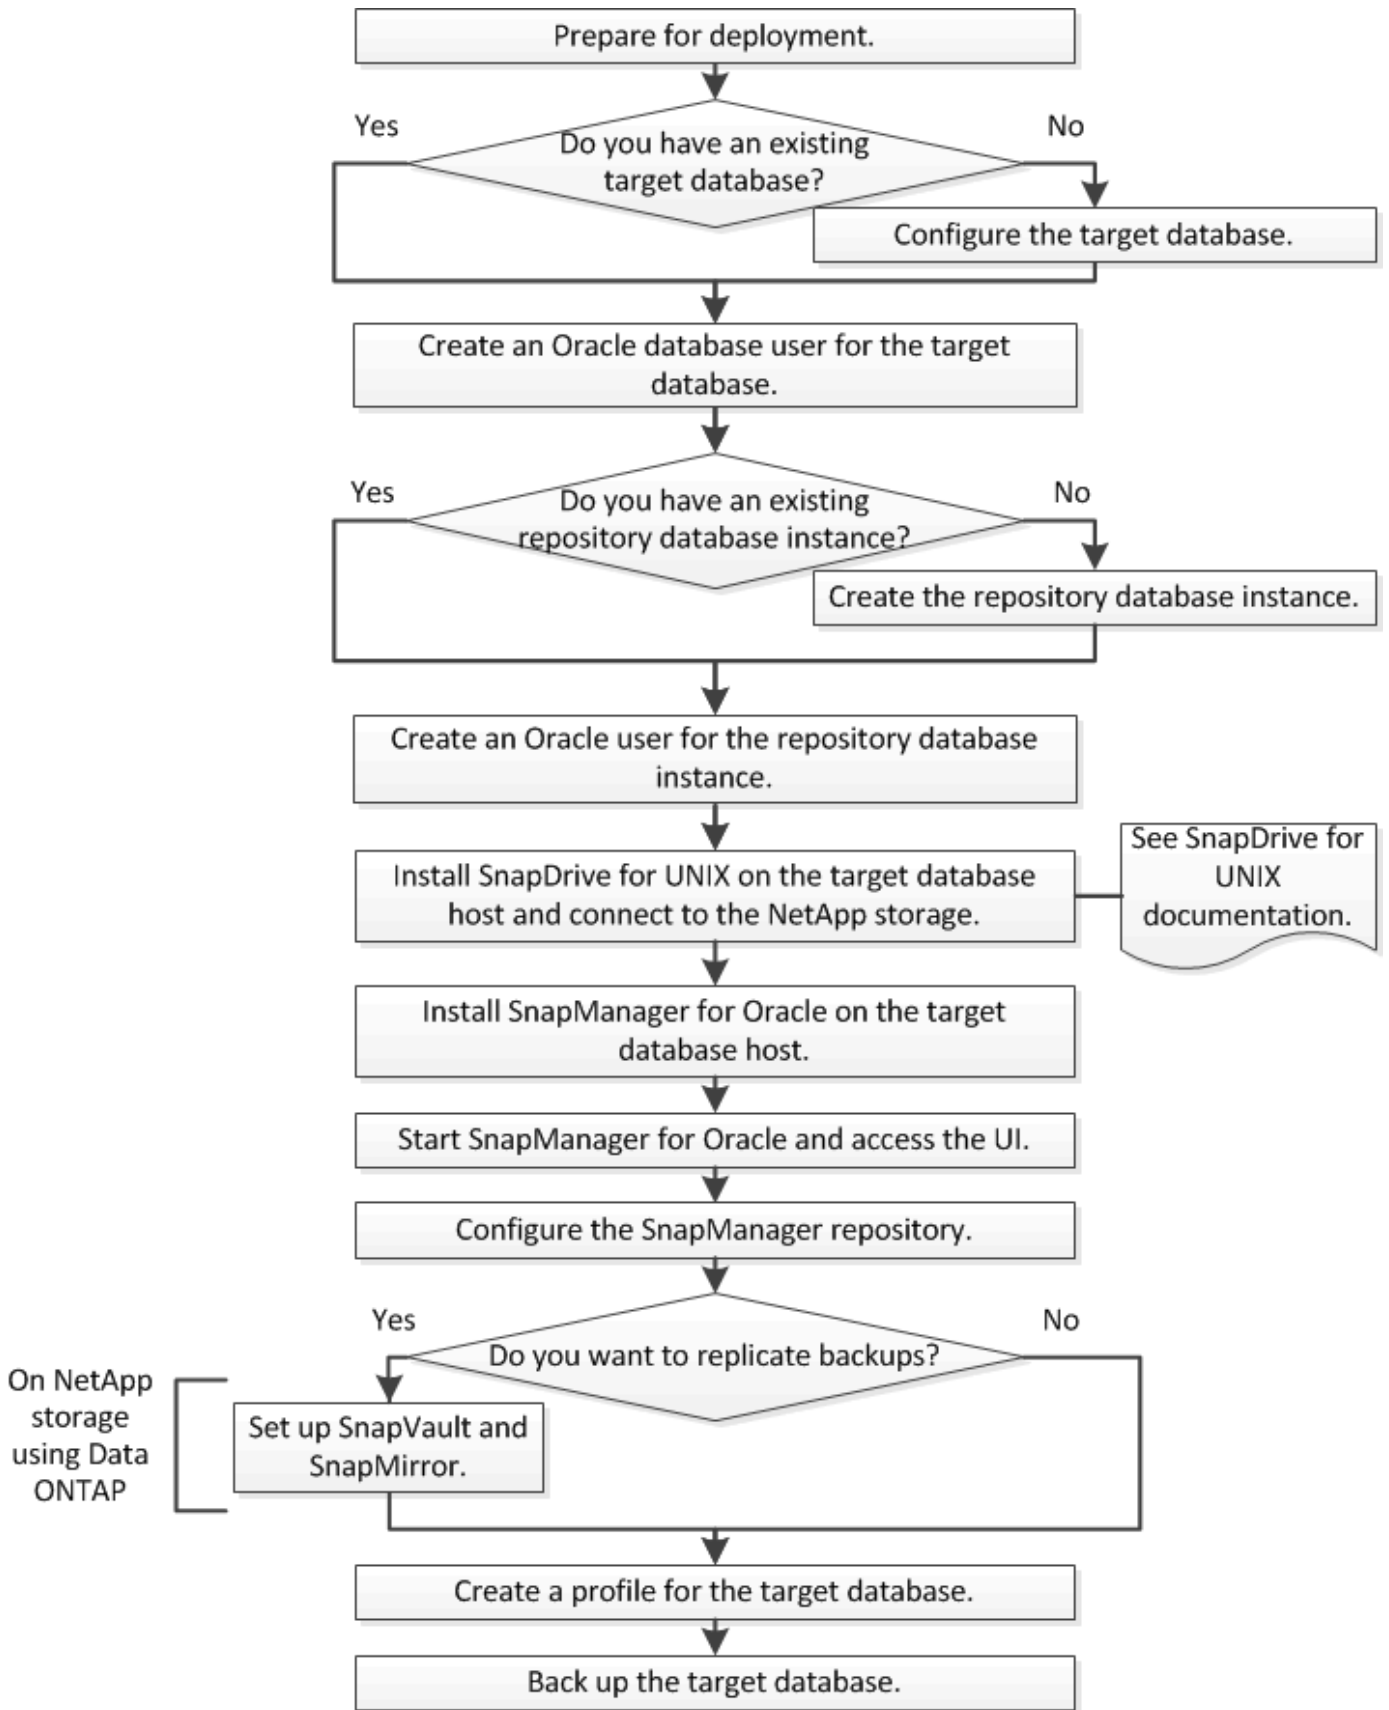 Prepare for deployment.
Yes
No
Do you have an existing
target database?
Configure the target database.
Create an Oracle database user for the target
database.
Yes
No
Do you have an existing
repository database instance?
Create the repository database instance.
Create an Oracle user for the repository database
instance.
Install SnapDrive for UNIX on the target database
host and connect to the NetApp storage.
See SnapDrive for
UNIX
documentation.
Install SnapManager for Oracle on the target
database host.
Start SnapManager for Oracle and access the UI.
Configure the SnapManager repository.
Yes
No
Do you want to replicate backups?
On NetApp
storage
using Data
ONTAP
Set up SnapVault and
SnapMirror.
Create a profile for the target database.
Back up the target database.